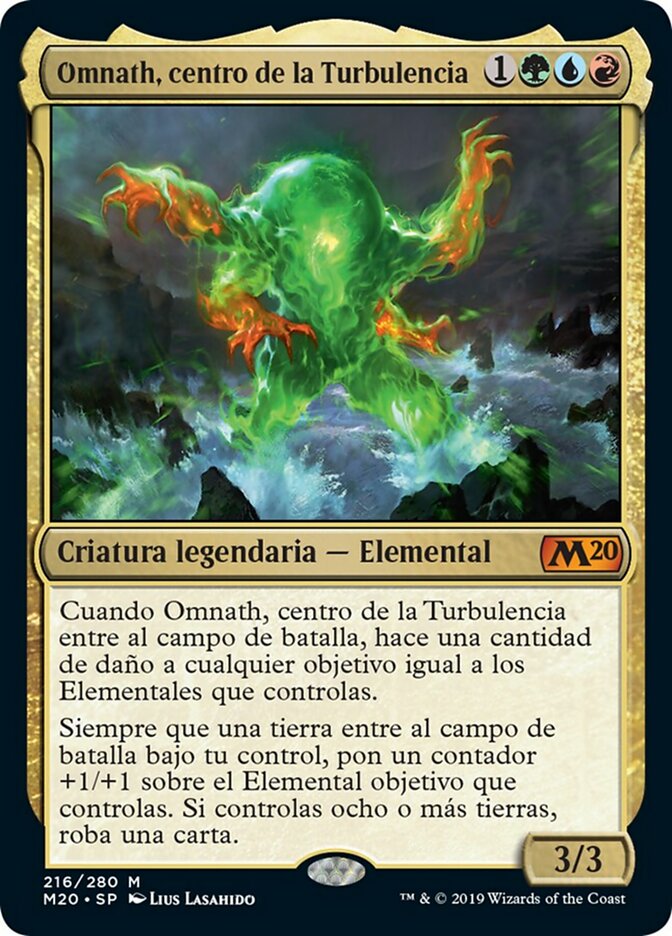 Omnath, centro de la Turbulencia 1
Criatura legendaria — Elemental M20
Cuando Omnath, centro de la Turbulencia
entre al campo de batalla, hace una cantidad
de daño a cualquier objetivo igual a los
Elementales que controlas.
Siempre que una tierra entre al campo de
batalla bajo tu control, pon un contador
+1/+1 sobre el Elemental objetivo que
controlas. Si controlas ocho o más tierras,
roba una carta.
3/3
216/280 M
M20 • SP Lius Lasahido
™ & © 2019 Wizards of the Coast